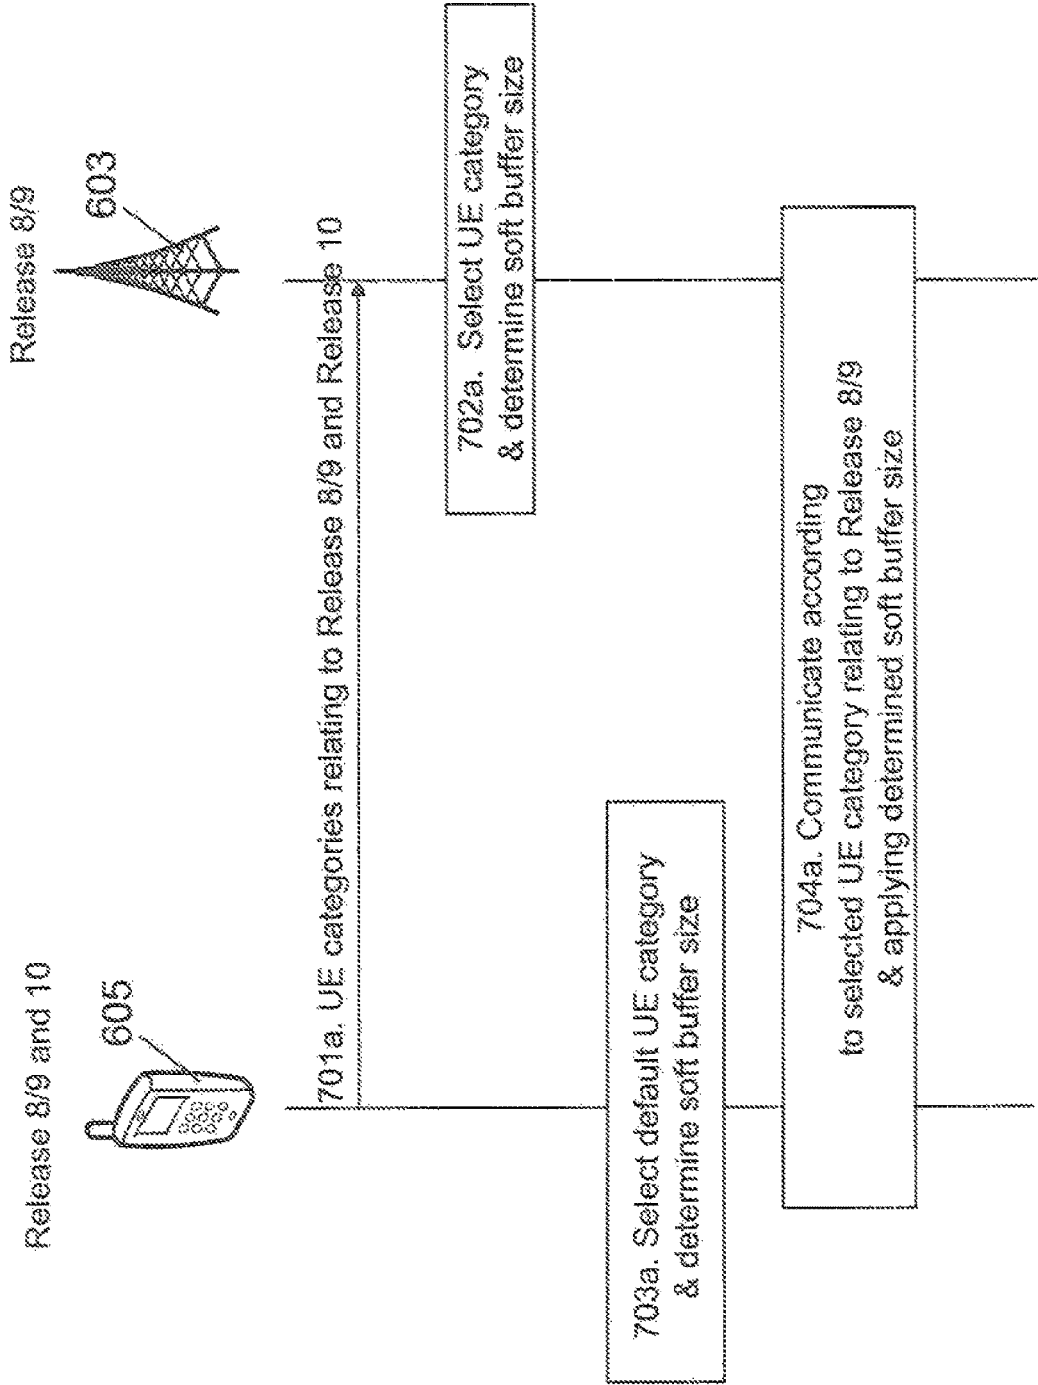 Release 8/9 and 10
Release 8/9
605
603
701a. UE categories relating to Release 8/9 and Release 10
702a. Select UE category
& determine soft buffer size
703a. Select default UE category
& determine soft buffer size
704a. Communicate according
to selected UE category relating to Release 8/9
& applying determined soft buffer size